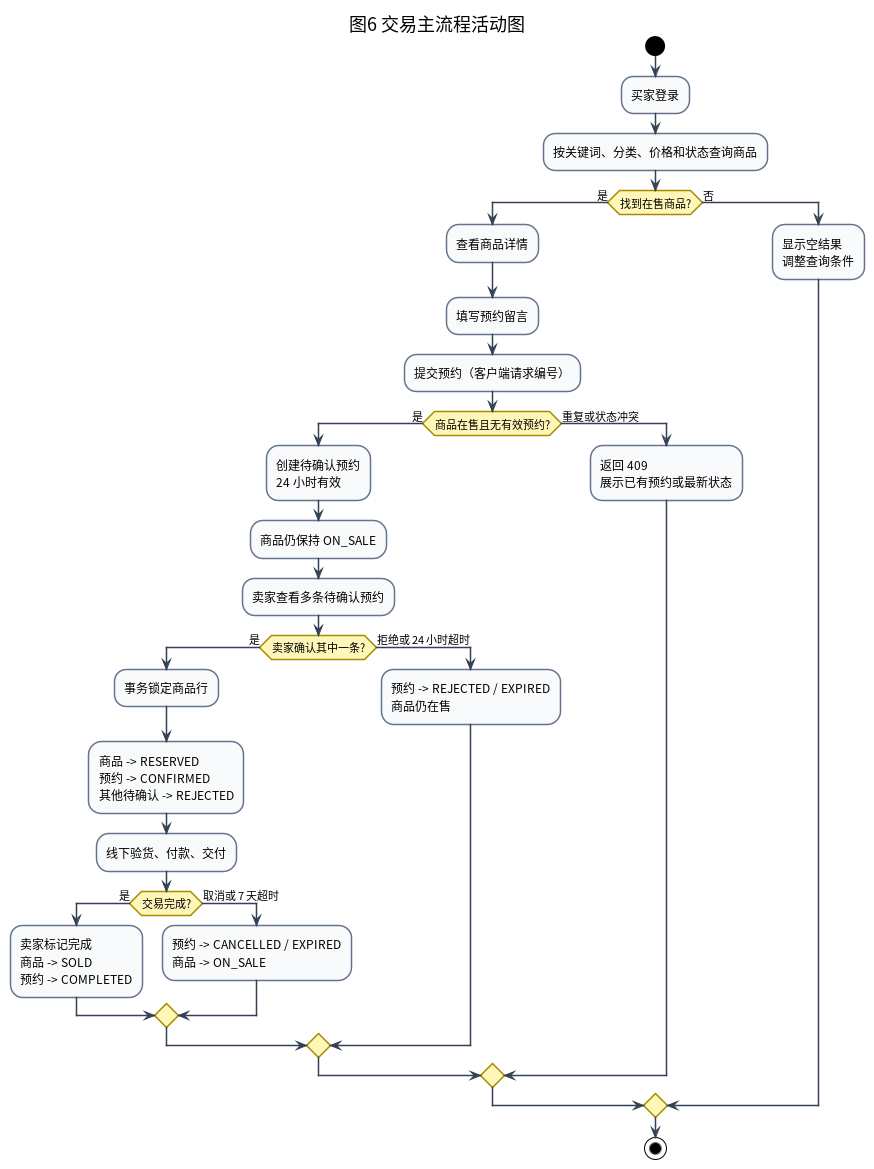 图6 交易主流程活动图
买家登录
按关键词、分类、价格和状态查询商品
是
找到在售商品?
否
查看商品详情
显示空结果
调整查询条件
填写预约留言
提交预约（客户端请求编号）
是
商品在售且无有效预约?
重复或状态冲突
创建待确认预约
24 小时有效
返回 409
展示已有预约或最新状态
商品仍保持 ON_SALE
卖家查看多条待确认预约
是
卖家确认其中一条?
拒绝或 24 小时超时
事务锁定商品行
预约 -> REJECTED / EXPIRED
商品仍在售
商品 -> RESERVED
预约 -> CONFIRMED
其他待确认 -> REJECTED
线下验货、付款、交付
是
交易完成?
取消或 7 天超时
卖家标记完成
商品 -> SOLD
预约 -> COMPLETED
预约 -> CANCELLED / EXPIRED
商品 -> ON_SALE